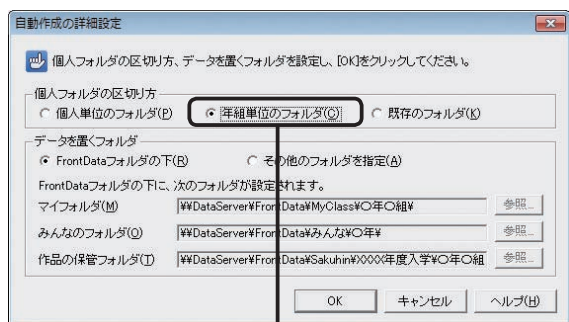 自動作成の詳細設定
個人フォルダの区切り方、データを置くフォルダを設定し、[OK]をクリックしてください。
個人フォルダの区切り方
個人単位のフォルダ(P) 年組単位のフォルダ(C) 既存のフォルダ(K)
データを置くフォルダ
FrontDataフォルダの下(R) その他のフォルダを指定(A)
FrontDataフォルダの下に、次のフォルダが設定されます。
マイフォルダ(M) ¥¥DataServer¥FrontData¥MyClass¥〇年〇組¥ 参照...
みんなのフォルダ(O) ¥¥DataServer¥FrontData¥みんな¥〇年¥ 参照...
作品の保管フォルダ(T) ¥¥DataServer¥FrontData¥Sakuhin¥XXXX年度入学¥〇年〇組 参照...
OK キャンセル ヘルプ(H)